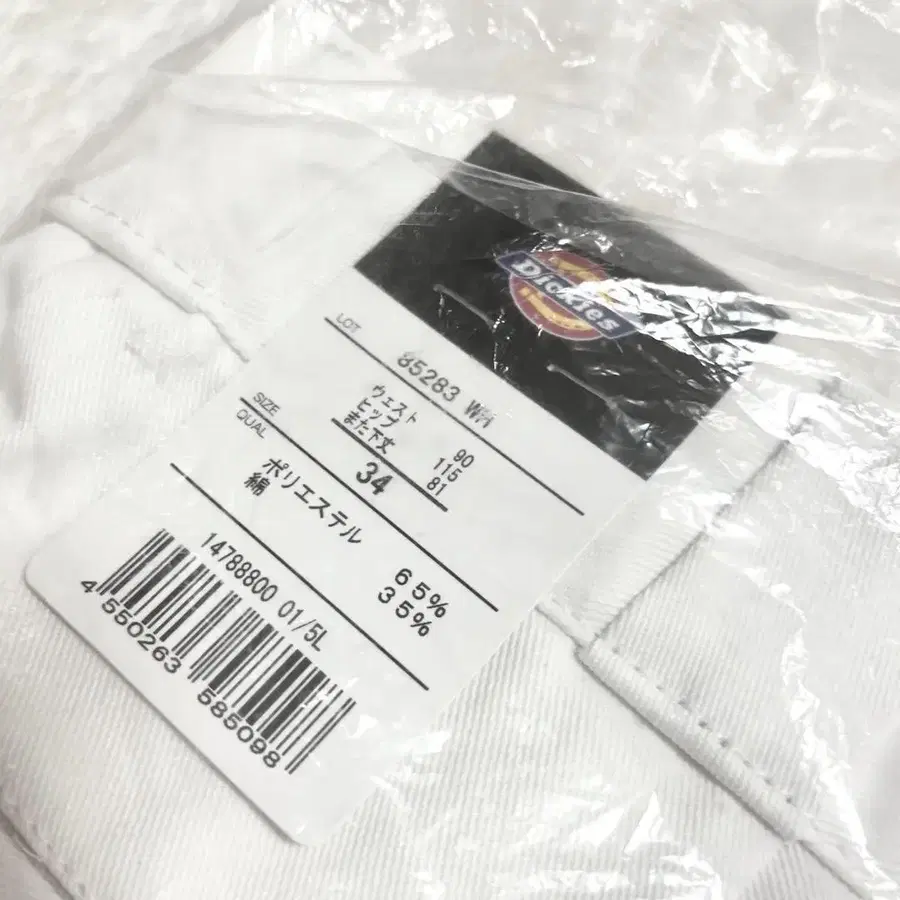 Dickies
LOT
85283 WH
SIZE
ウェスト 90
ヒップ 115
また下丈 81
34
QUAL
ポリエステル 65%
綿 35%
14788800 01/5L
4 550263 585098